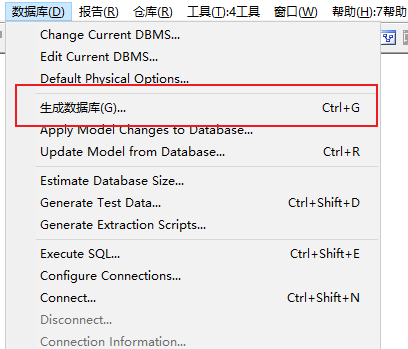 数据库(D) 报告(R) 仓库(R) 工具(T):4工具 窗口(W) 帮助(H):7帮助
Change Current DBMS...
Edit Current DBMS...
Default Physical Options...
生成数据库(G)... Ctrl+G
Apply Model Changes to Database...
Update Model from Database... Ctrl+R
Estimate Database Size...
Generate Test Data... Ctrl+Shift+D
Generate Extraction Scripts...
Execute SQL... Ctrl+Shift+E
Configure Connections...
Connect... Ctrl+Shift+N
Disconnect...
Connection Information...